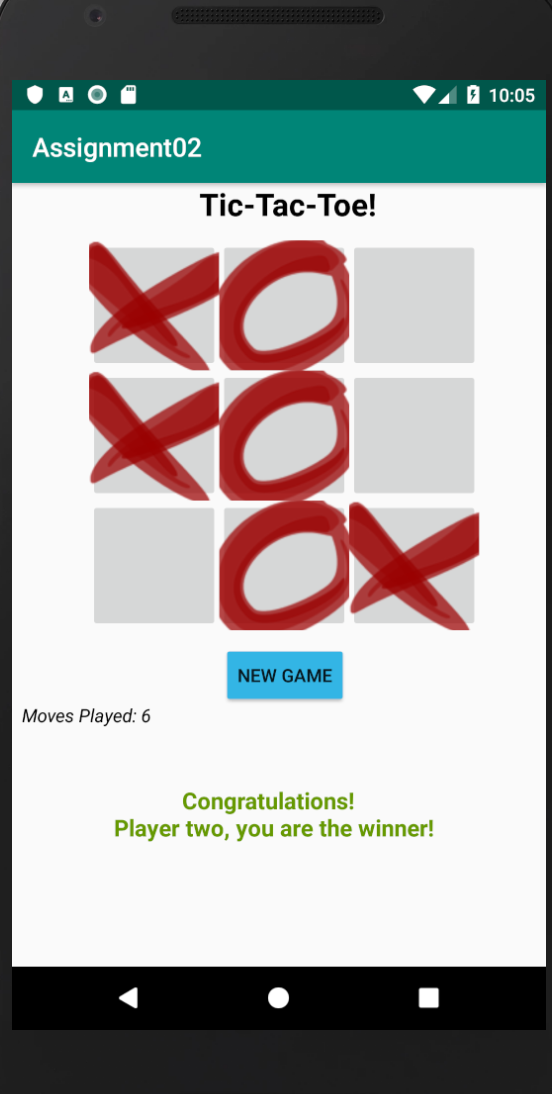 10:05
Assignment02
Tic-Tac-Toe!
X O
X O
O X
NEW GAME
Moves Played: 6
Congratulations!
Player two, you are the winner!